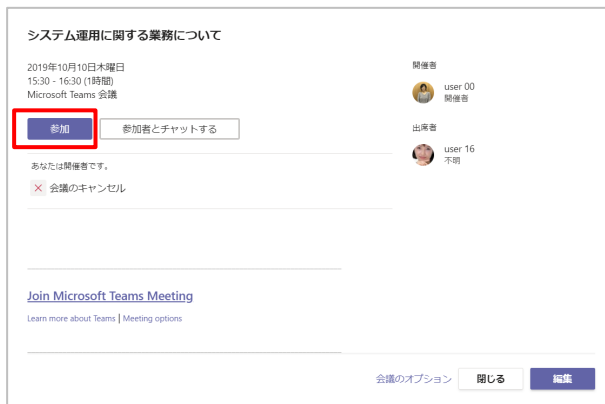 システム運用に関する業務について
2019年10月10日木曜日
15:30 - 16:30 (1時間)
Microsoft Teams 会議
参加
参加者とチャットする
あなたは開催者です。
会議のキャンセル
Join Microsoft Teams Meeting
Learn more about Teams | Meeting options
開催者
user 00
開催者
出席者
user 16
不明
会議のオプション
閉じる
編集